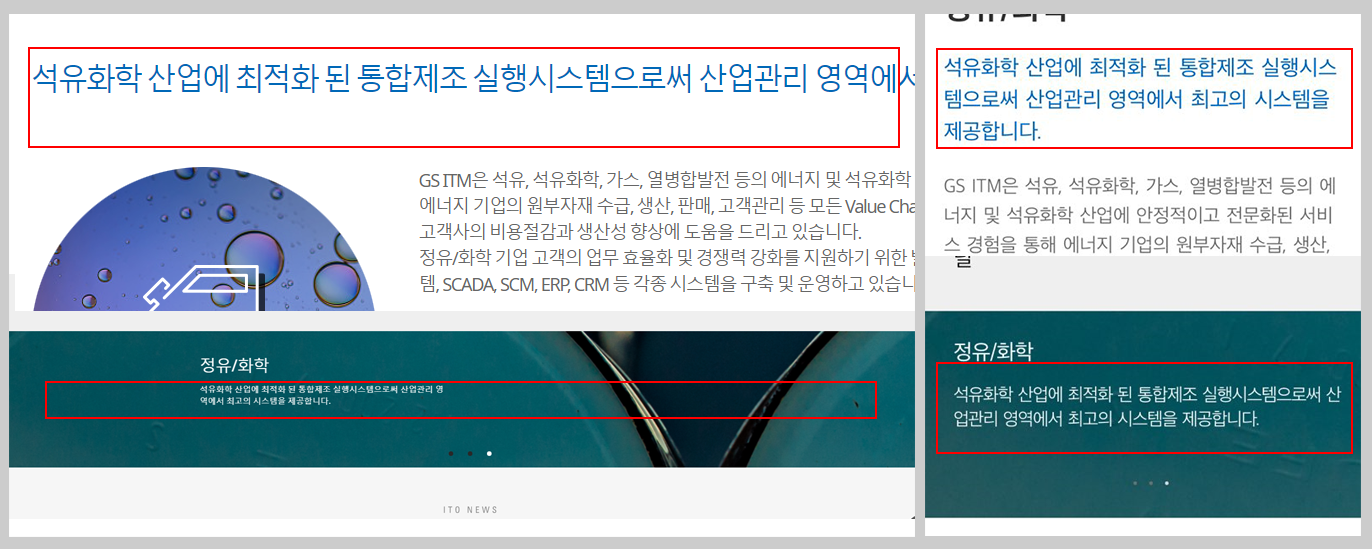 석유화학 산업에 최적화 된 통합제조 실행시스템으로써 산업관리 영역에서
GS ITM은 석유, 석유화학, 가스, 열병합발전 등의 에너지 및 석유화학
에너지 기업의 원부자재 수급, 생산, 판매, 고객관리 등 모든 Value Cha
고객사의 비용절감과 생산성 향상에 도움을 드리고 있습니다.
정유/화학 기업 고객의 업무 효율화 및 경쟁력 강화를 지원하기 위한
템, SCADA, SCM, ERP, CRM 등 각종 시스템을 구축 및 운영하고 있습니
정유/화학
석유화학 산업에 최적화 된 통합제조 실행시스템으로써 산업관리 영
역에서 최고의 시스템을 제공합니다.
ITO NEWS
정유/화학
석유화학 산업에 최적화 된 통합제조 실행시스
템으로써 산업관리 영역에서 최고의 시스템을
제공합니다.
GS ITM은 석유, 석유화학, 가스, 열병합발전 등의 에
너지 및 석유화학 산업에 안정적이고 전문화된 서비
스 경험을 통해 에너지 기업의 원부자재 수급, 생산,
정유/화학
석유화학 산업에 최적화 된 통합제조 실행시스템으로써 산
업관리 영역에서 최고의 시스템을 제공합니다.